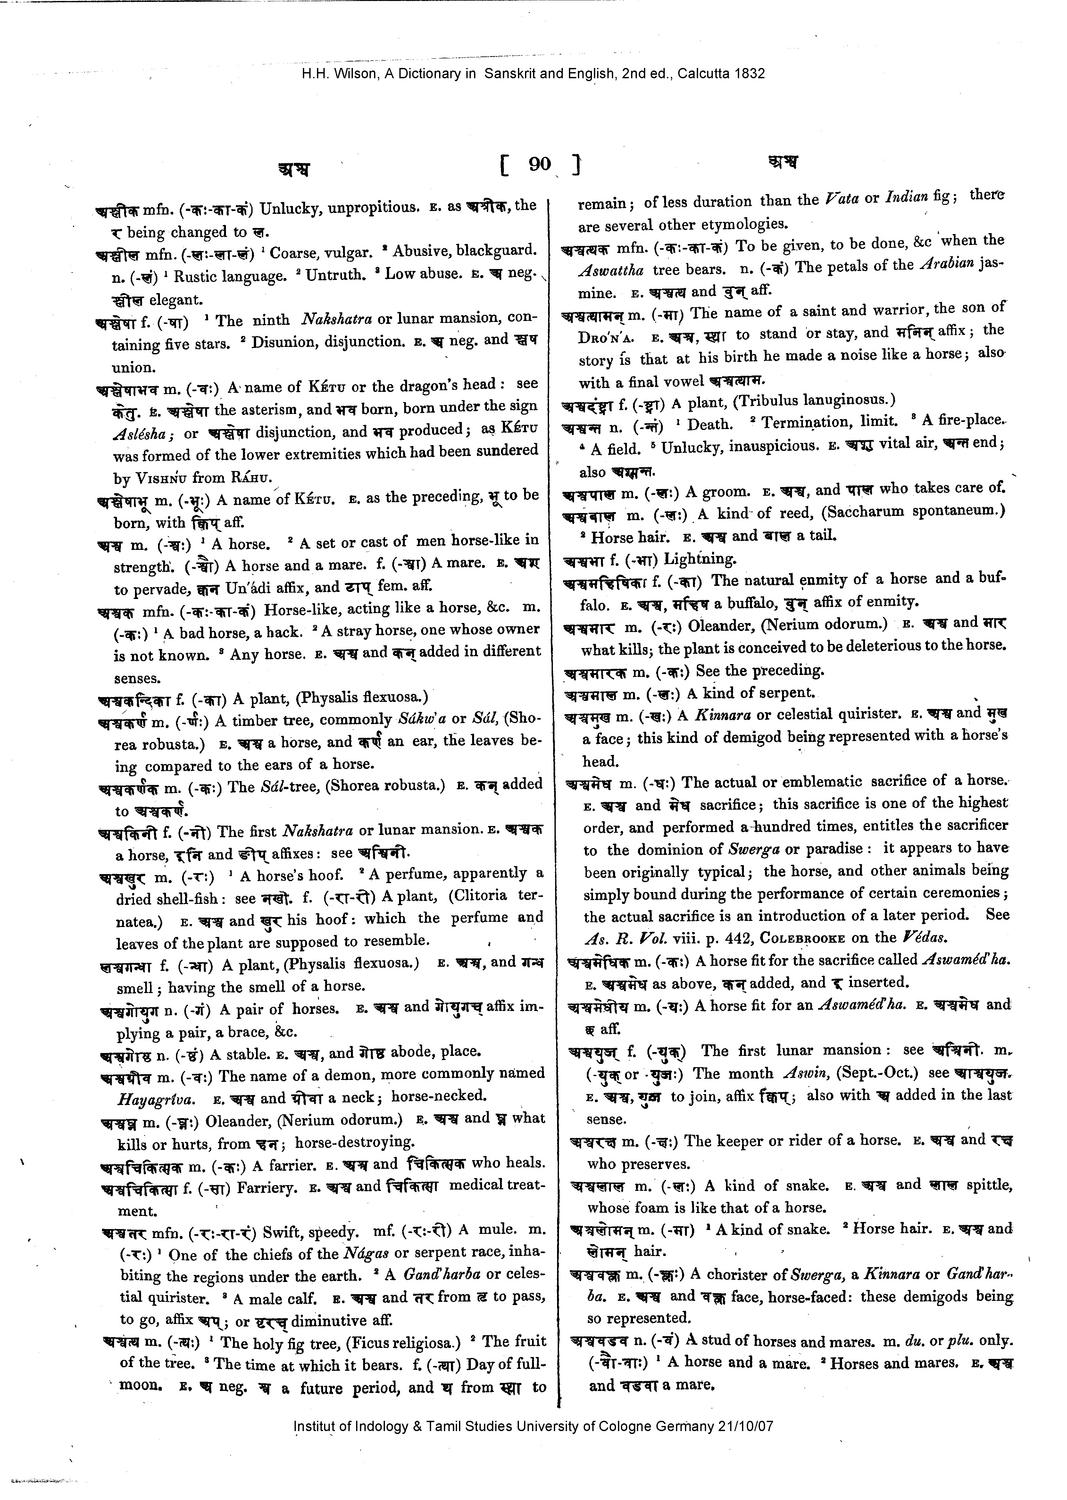 H.H. Wilson, A Dictionary in Sanskrit and English, 2nd ed., Calcutta 1832
अश्व [ 90 ] अश्व
अश्लीक mfn. (-कः-का-कं) Unlucky, unpropitious. E. as अश्रीक, the
र being changed to ल.
अश्लील mfn. (-लः-ला-लं) ¹ Coarse, vulgar. ² Abusive, blackguard.
n. (-लं) ¹ Rustic language. ² Untruth. ³ Low abuse. E. अ neg.
श्लील elegant.
अश्लेषा f. (-षा) ¹ The ninth Nakshatra or lunar mansion, con-
taining five stars. ² Disunion, disjunction. E. अ neg. and श्लष
union.
अश्लेषाभव m. (-वः) A name of KÉTU or the dragon's head: see
केतु. E. अश्लेषा the asterism, and भव born, born under the sign
Aslésha; or अश्लेषा disjunction, and भव produced; as KÉTU
was formed of the lower extremities which had been sundered
by VISHŃU from RÁHU.
अश्लेषाभू m. (-भूः) A name of KÉTU. E. as the preceding, भू to be
born, with क्विप् aff.
अश्व m. (-श्वः) ¹ A horse. ² A set or cast of men horse-like in
strength. (-श्वौ) A horse and a mare. f. (-श्वा) A mare. E. अश
to pervade, क्वन Un'ádi affix, and टाप् fem. aff.
अश्वक mfn. (-कः-का-कं) Horse-like, acting like a horse, &c. m.
(-कः) ¹ A bad horse, a hack. ² A stray horse, one whose owner
is not known. ³ Any horse. E. अश्व and कन् added in different
senses.
अश्वकन्दिका f. (-का) A plant, (Physalis flexuosa.)
अश्वकर्ण m. (-र्णः) A timber tree, commonly Sákw'a or Sál, (Sho-
rea robusta.) E. अश्व a horse, and कर्ण an ear, the leaves be-
ing compared to the ears of a horse.
अश्वकर्णक m. (-कः) The Sál-tree, (Shorea robusta.) E. कन् added
to अश्वकर्ण.
अश्वकिनी f. (-नी) The first Nakshatra or lunar mansion. E. अश्वक
a horse, इनि and ङीप् affixes: see अश्विनी.
अश्वखुर m. (-रः) ¹ A horse's hoof. ² A perfume, apparently a
dried shell-fish: see नखी. f. (-रा-री) A plant, (Clitoria ter-
natea.) E. अश्व and खुर his hoof: which the perfume and
leaves of the plant are supposed to resemble.
अश्वगन्धा f. (-न्धा) A plant, (Physalis flexuosa.) E. अश्व, and गन्ध
smell; having the smell of a horse.
अश्वगोयुग n. (-गं) A pair of horses. E. अश्व and गोयुगच् affix im-
plying a pair, a brace, &c.
अश्वगोष्ठ n. (-ष्ठं) A stable. E. अश्व, and गोष्ठ abode, place.
अश्वग्रीव m. (-वः) The name of a demon, more commonly named
Hayagríva. E. अश्व and ग्रीवा a neck; horse-necked.
अश्वघ्न m. (-घ्नः) Oleander, (Nerium odorum.) E. अश्व and घ्न what
kills or hurts, from हन; horse-destroying.
अश्वचिकित्सक m. (-कः) A farrier. E. अश्व and चिकित्सक who heals.
अश्वचिकित्सा f. (-सा) Farriery. E. अश्व and चिकित्सा medical treat-
ment.
अश्वतर mfn. (-रः-रा-रं) Swift, speedy. mf. (-रः-री) A mule. m.
(-रः) ¹ One of the chiefs of the Nágas or serpent race, inha-
biting the regions under the earth. ² A Gand'harba or celes-
tial quirister. ³ A male calf. E. अश्व and तर from तॄ to pass,
to go, affix अप्; or ष्टरच् diminutive aff.
अश्वत्थ m. (-त्थः) ¹ The holy fig tree, (Ficus religiosa.) ² The fruit
of the tree. ³ The time at which it bears. f. (-त्था) Day of full-
moon. E. अ neg. श्व a future period, and थ from स्था to
remain; of less duration than the Vata or Indian fig; there
are several other etymologies.
अश्वत्थक mfn. (-कः-का-कं) To be given, to be done, &c when the
Aswattha tree bears. n. (-कं) The petals of the Arabian jas-
mine. E. अश्वत्थ and वुन् aff.
अश्वत्थामन् m. (-मा) The name of a saint and warrior, the son of
DRO'N'A. E. अश्व, स्था to stand or stay, and मनिन् affix; the
story is that at his birth he made a noise like a horse; also
with a final vowel अश्वत्थाम.
अश्वदंष्ट्रा f. (-ष्ट्रा) A plant, (Tribulus lanuginosus.)
अश्वन्त n. (-न्तं) ¹ Death. ² Termination, limit. ³ A fire-place.
⁴ A field. ⁵ Unlucky, inauspicious. E. अशु vital air, अन्त end;
also अश्मन्त.
अश्वपाल m. (-लः) A groom. E. अश्व, and पाल who takes care of.
अश्वबाल m. (-लः) A kind of reed, (Saccharum spontaneum.)
² Horse hair. E. अश्व and बाल a tail.
अश्वभा f. (-भा) Lightning.
अश्वमहिषिका f. (-का) The natural enmity of a horse and a buf-
falo. E. अश्व, महिष a buffalo, वुन् affix of enmity.
अश्वमार m. (-रः) Oleander, (Nerium odorum.) E. अश्व and मार
what kills; the plant is conceived to be deleterious to the horse.
अश्वमारक m. (-कः) See the preceding.
अश्वमाल m. (-लः) A kind of serpent.
अश्वमुख m. (-खः) A Kinnara or celestial quirister. E. अश्व and मुख
a face; this kind of demigod being represented with a horse's
head.
अश्वमेध m. (-धः) The actual or emblematic sacrifice of a horse.
E. अश्व and मेध sacrifice; this sacrifice is one of the highest
order, and performed a hundred times, entitles the sacrificer
to the dominion of Swerga or paradise: it appears to have
been originally typical; the horse, and other animals being
simply bound during the performance of certain ceremonies;
the actual sacrifice is an introduction of a later period. See
As. R. Vol. viii. p. 442, COLEBROOKE on the Védas.
अश्वमेधिक m. (-कः) A horse fit for the sacrifice called Aswaméd'ha.
E. अश्वमेध as above, कन् added, and इ inserted.
अश्वमेधीय m. (-यः) A horse fit for an Aswaméd'ha. E. अश्वमेध and
छ aff.
अश्वयुज् f. (-युक्) The first lunar mansion: see अश्विनी. m.
(-युक् or -युजः) The month Aswin, (Sept.-Oct.) see आश्वयुज.
E. अश्व, युज to join, affix क्विप्; also with अ added in the last
sense.
अश्वरक्ष m. (-क्षः) The keeper or rider of a horse. E. अश्व and रक्ष
who preserves.
अश्वलाल m. (-लः) A kind of snake. E. अश्व and लाल spittle,
whose foam is like that of a horse.
अश्वलोमन् m. (-मा) ¹ A kind of snake. ² Horse hair. E. अश्व and
लोमन् hair.
अश्ववक्त्र m. (-क्त्रः) A chorister of Swerga, a Kinnara or Gand'har-
ba. E. अश्व and वक्त्र face, horse-faced: these demigods being
so represented.
अश्ववडव n. (-वं) A stud of horses and mares. m. du. or plu. only.
(-वौ-वाः) ¹ A horse and a mare. ² Horses and mares. E. अश्व
and वडवा a mare.
Institut of Indology & Tamil Studies University of Cologne Germany 21/10/07